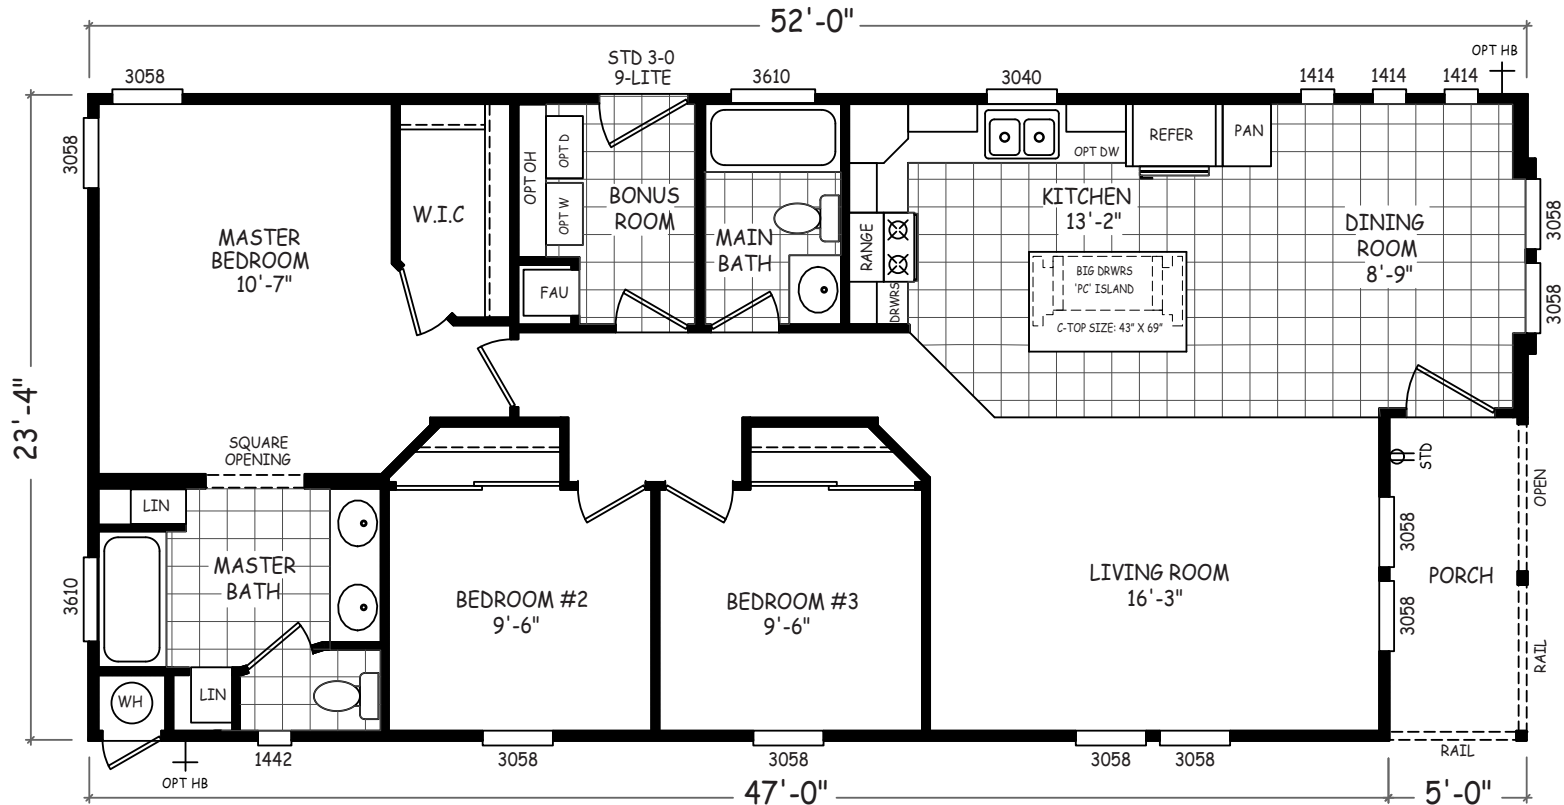 52'-0"
STD 3-0
9-LITE
OPT HB
3058
3610
3040
1414
1414
1414
3058
OPT OH
OPT D
OPT W
BONUS
ROOM
W.I.C
MASTER
BEDROOM
10'-7"
FAU
MAIN
BATH
RANGE
DRWRS
OPT DW
REFER
PAN
KITCHEN
13'-2"
BIG DRWRS
'PC' ISLAND
C-TOP SIZE: 43" X 69"
DINING
ROOM
8'-9"
3058
3058
23'-4"
SQUARE
OPENING
LIN
MASTER
BATH
3610
WH
LIN
BEDROOM #2
9'-6"
BEDROOM #3
9'-6"
LIVING ROOM
16'-3"
STD
3058
3058
PORCH
OPEN
RAIL
RAIL
OPT HB
1442
3058
3058
3058
3058
47'-0"
5'-0"